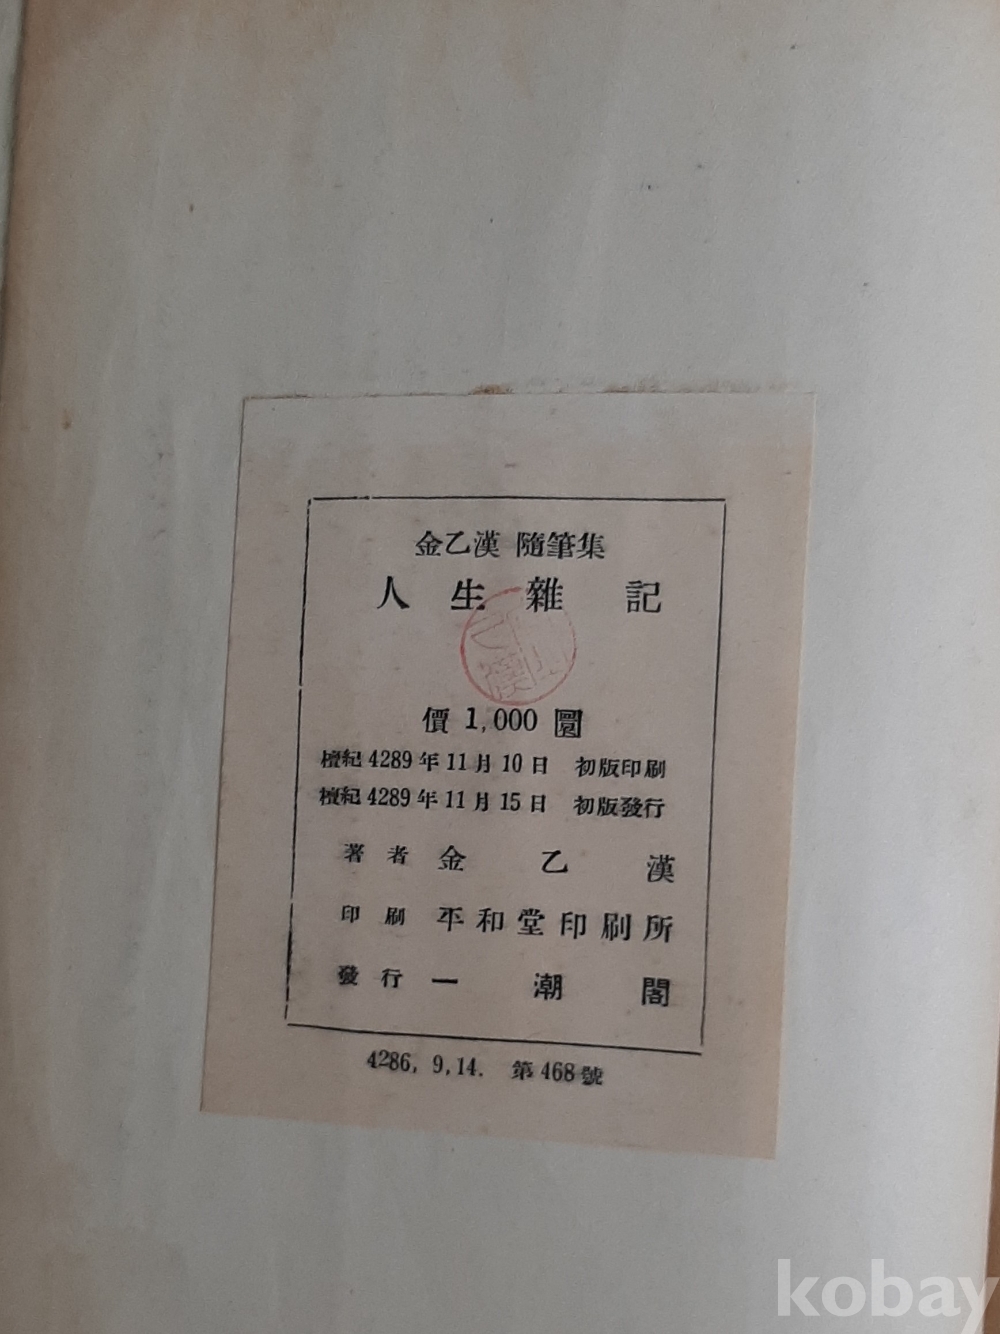 金乙漢 隨筆集
人生雜記
乙漢
價 1,000 圜
檀紀 4289 年 11 月 10 日 初版印刷
檀紀 4289 年 11 月 15 日 初版發行
著者 金乙漢
印刷 平和堂印刷所
發行 一潮閣
4286, 9, 14. 第 468 號
kobay